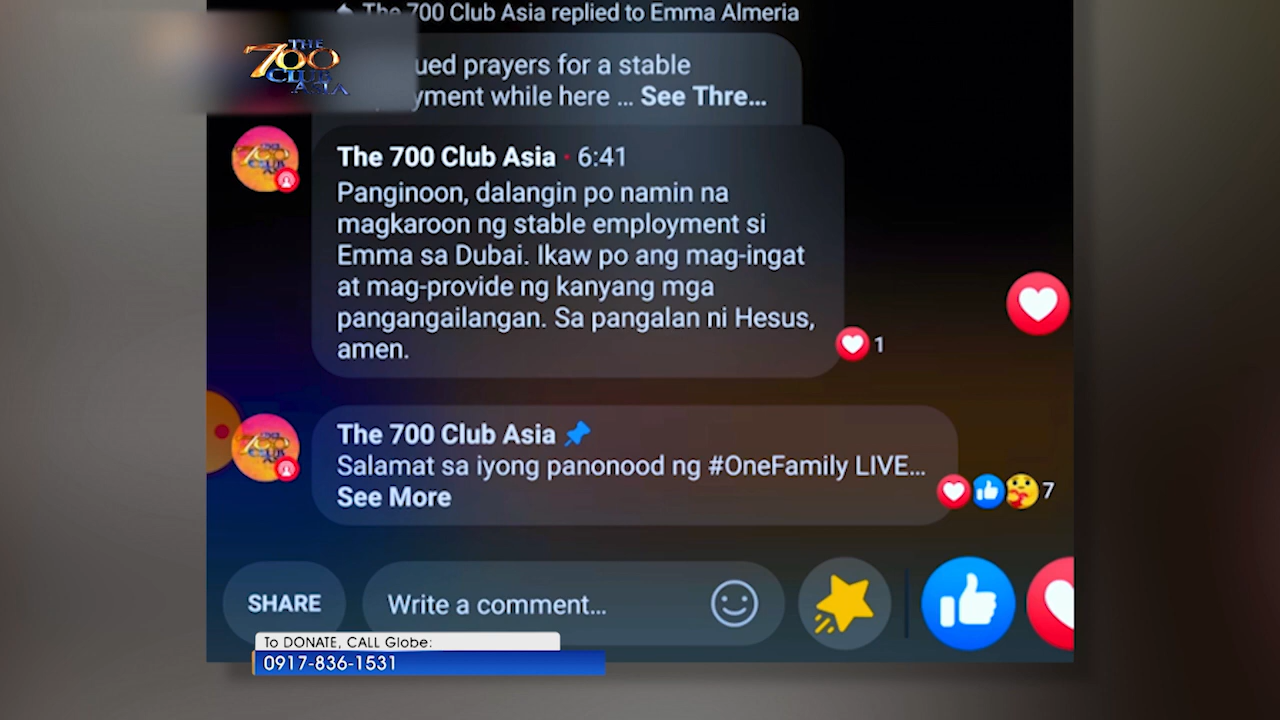 The 700 Club Asia replied to Emma Almeria
THE
700
CLUB
ASIA
prayers for a stable
while here ... See Thre...
The 700 Club Asia · 6:41
Panginoon, dalangin po namin na
magkaroon ng stable employment si
Emma sa Dubai. Ikaw po ang mag-ingat
at mag-provide ng kanyang mga
pangangailangan. Sa pangalan ni Hesus,
amen.
1
The 700 Club Asia
Salamat sa iyong panonood ng #OneFamily LIVE...
See More
7
SHARE
Write a comment...
To DONATE, CALL Globe:
0917-836-1531